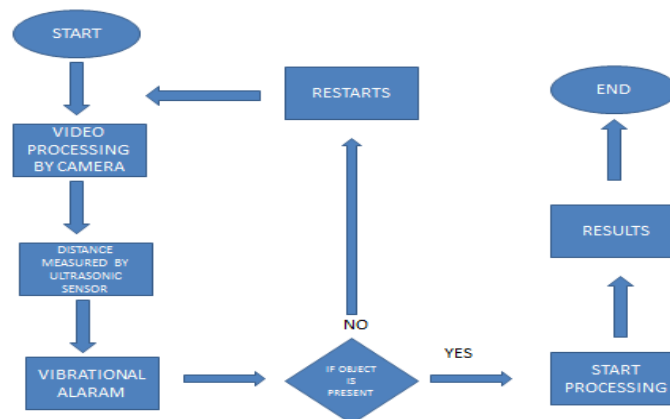 START
VIDEO
PROCESSING
BY CAMERA
DISTANCE
MEASURED BY
ULTRASONIC
SENSOR
VIBRATIONAL
ALARAM
IF OBJECT
IS
PRESENT
NO
RESTARTS
YES
START
PROCESSING
RESULTS
END